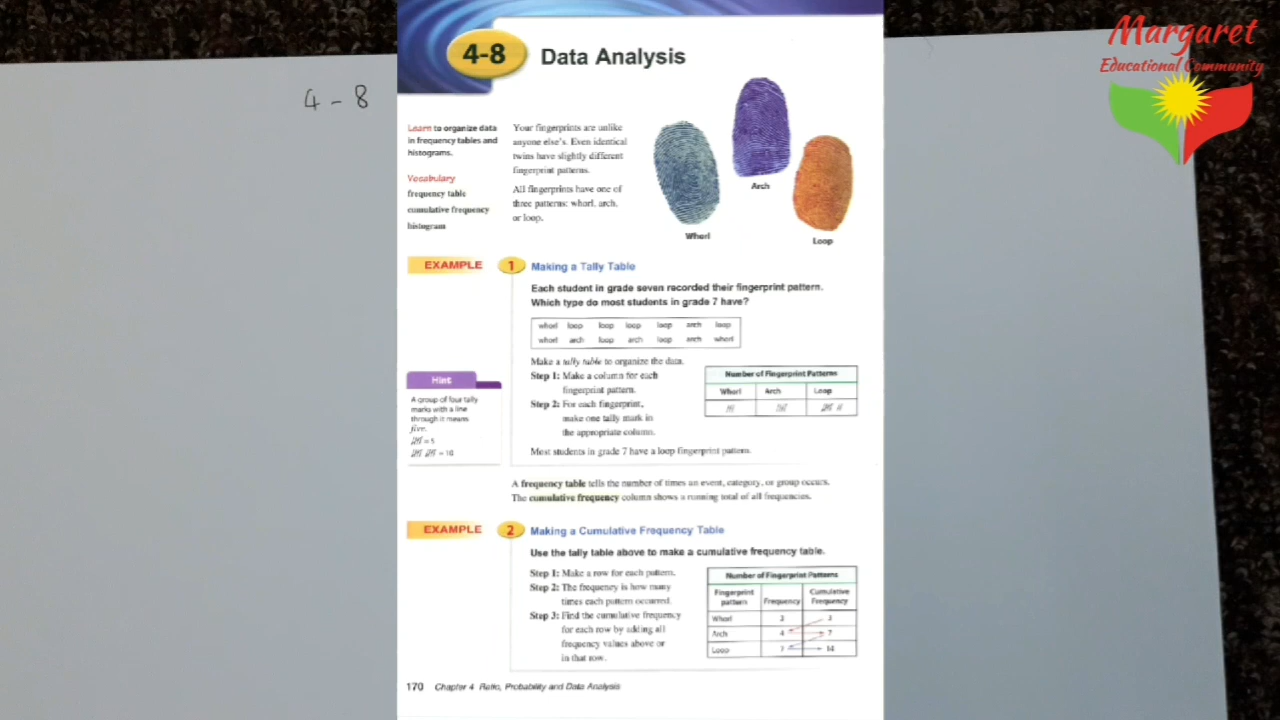 4-8
Data Analysis
Margaret
Educational Community
4 - 8
Learn to organize data
in frequency tables and
histograms.
Vocabulary
frequency table
cumulative frequency
histogram
Your fingerprints are unlike
anyone else's. Even identical
twins have slightly different
fingerprint patterns.
All fingerprints have one of
three patterns: whorl, arch,
or loop.
Whorl
Arch
Loop
EXAMPLE 1 Making a Tally Table
Each student in grade seven recorded their fingerprint pattern.
Which type do most students in grade 7 have?
whorl loop loop loop loop arch loop
whorl arch loop arch loop arch whorl
Make a tally table to organize the data.
Step 1: Make a column for each
fingerprint pattern.
Step 2: For each fingerprint,
make one tally mark in
the appropriate column.
Number of Fingerprint Patterns
Whorl Arch Loop
Most students in grade 7 have a loop fingerprint pattern.
Hint
A group of four tally
marks with a line
through it means
five.
= 5
= 10
A frequency table tells the number of times an event, category, or group occurs.
The cumulative frequency column shows a running total of all frequencies.
EXAMPLE 2 Making a Cumulative Frequency Table
Use the tally table above to make a cumulative frequency table.
Step 1: Make a row for each pattern.
Step 2: The frequency is how many
times each pattern occurred.
Step 3: Find the cumulative frequency
for each row by adding all
frequency values above or
in that row.
Number of Fingerprint Patterns
Fingerprint pattern Frequency Cumulative Frequency
Whorl 3 3
Arch 4 7
Loop 7 14
170 Chapter 4 Ratio, Probability and Data Analysis